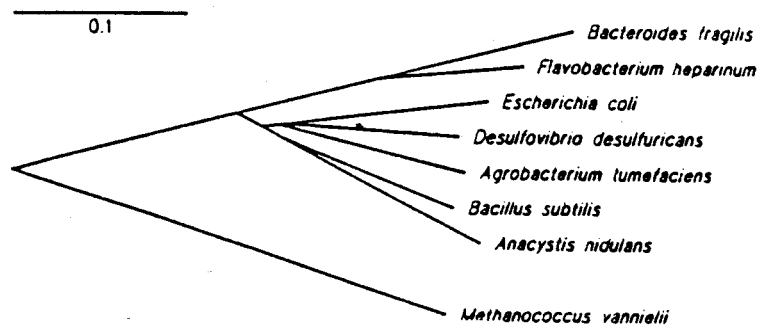 0.1
Bacteroides fragilis
Flavobacterium heparinum
Escherichia coli
Desulfovibrio desulfuricans
Agrobacterium tumefaciens
Bacillus subtilis
Anacystis nidulans
Methanococcus vannielii